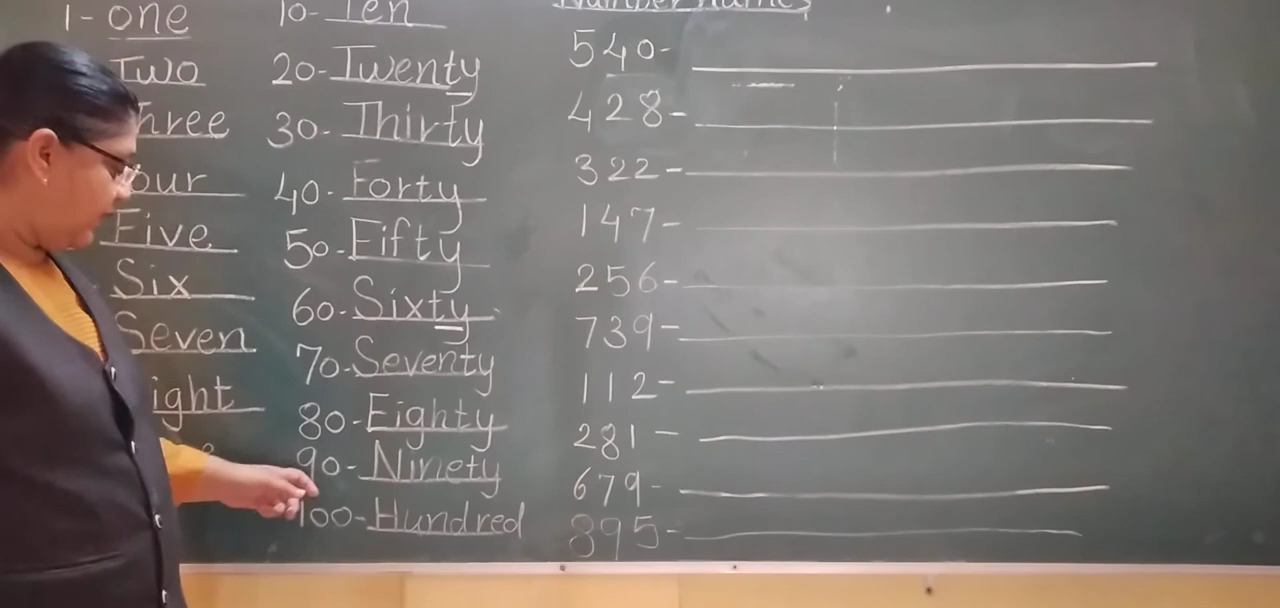 1- one
Two
hree
our
Five
Six
Seven
ight
10- Ten
20- Twenty
30- Thirty
40- Forty
50- Fifty
60- Sixty
70- Seventy
80- Eighty
90- Ninety
100- Hundred
Number names
540-
428-
322-
147-
256-
739-
112-
281-
679-
895-